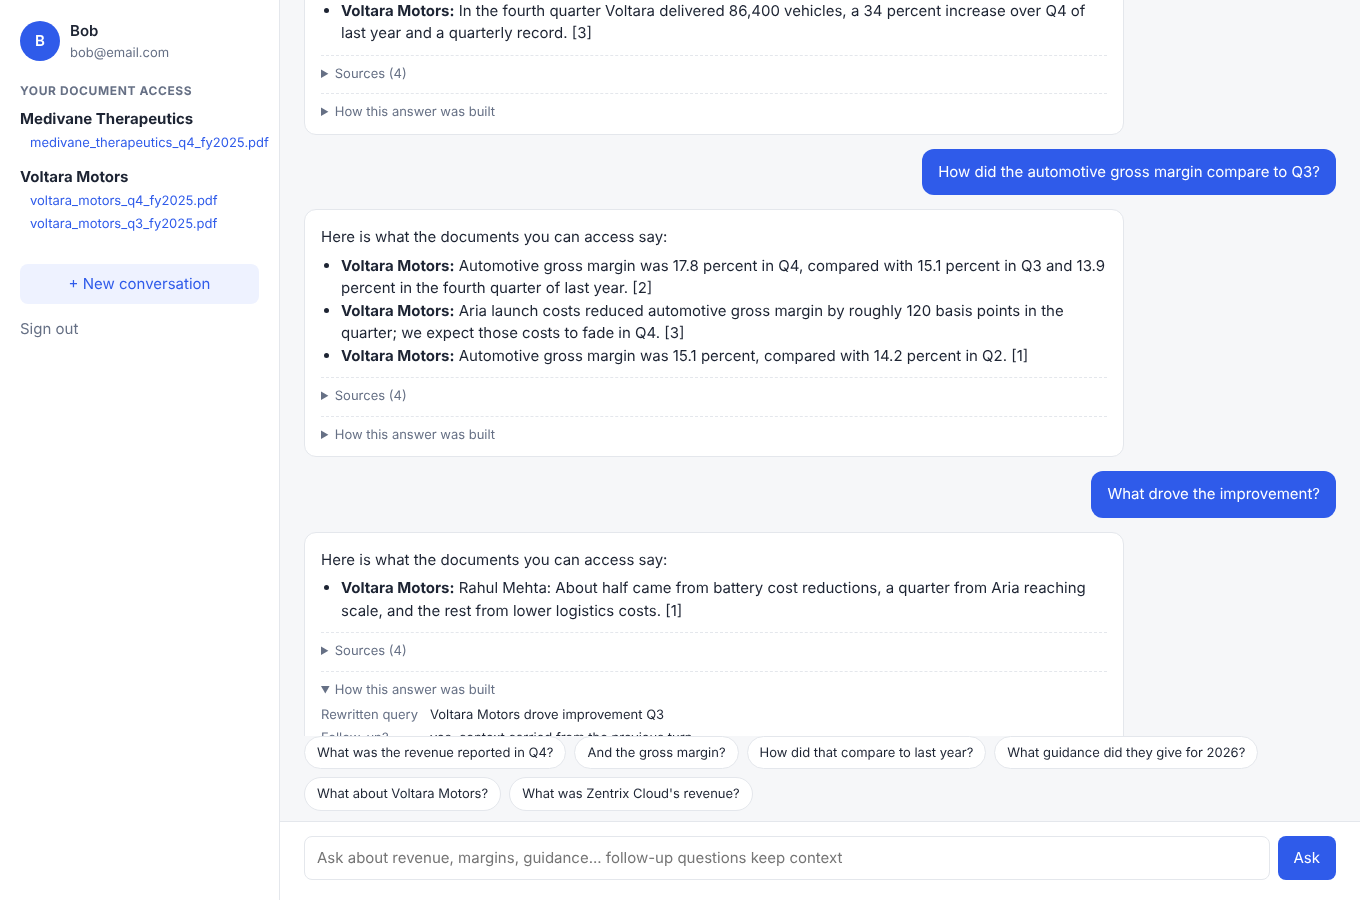 B
Bob
bob@email.com
YOUR DOCUMENT ACCESS
Medivane Therapeutics
medivane_therapeutics_q4_fy2025.pdf
Voltara Motors
voltara_motors_q4_fy2025.pdf
voltara_motors_q3_fy2025.pdf
+ New conversation
Sign out
Voltara Motors: In the fourth quarter Voltara delivered 86,400 vehicles, a 34 percent increase over Q4 of
last year and a quarterly record. [3]
Sources (4)
How this answer was built
How did the automotive gross margin compare to Q3?
Here is what the documents you can access say:
Voltara Motors: Automotive gross margin was 17.8 percent in Q4, compared with 15.1 percent in Q3 and 13.9
percent in the fourth quarter of last year. [2]
Voltara Motors: Aria launch costs reduced automotive gross margin by roughly 120 basis points in the
quarter; we expect those costs to fade in Q4. [3]
Voltara Motors: Automotive gross margin was 15.1 percent, compared with 14.2 percent in Q2. [1]
Sources (4)
How this answer was built
What drove the improvement?
Here is what the documents you can access say:
Voltara Motors: Rahul Mehta: About half came from battery cost reductions, a quarter from Aria reaching
scale, and the rest from lower logistics costs. [1]
Sources (4)
How this answer was built
Rewritten query Voltara Motors drove improvement Q3
Follow-up? yes, context carried from the previous turn
What was the revenue reported in Q4?
And the gross margin?
How did that compare to last year?
What guidance did they give for 2026?
What about Voltara Motors?
What was Zentrix Cloud's revenue?
Ask about revenue, margins, guidance... follow-up questions keep context
Ask